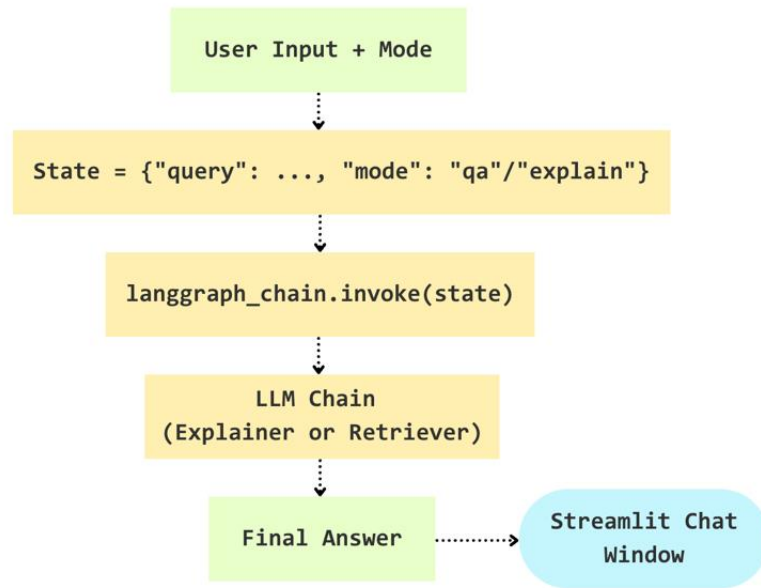 User Input + Mode
State = {"query": ..., "mode": "qa"/"explain"}
langgraph_chain.invoke(state)
LLM Chain
(Explainer or Retriever)
Final Answer
Streamlit Chat
Window